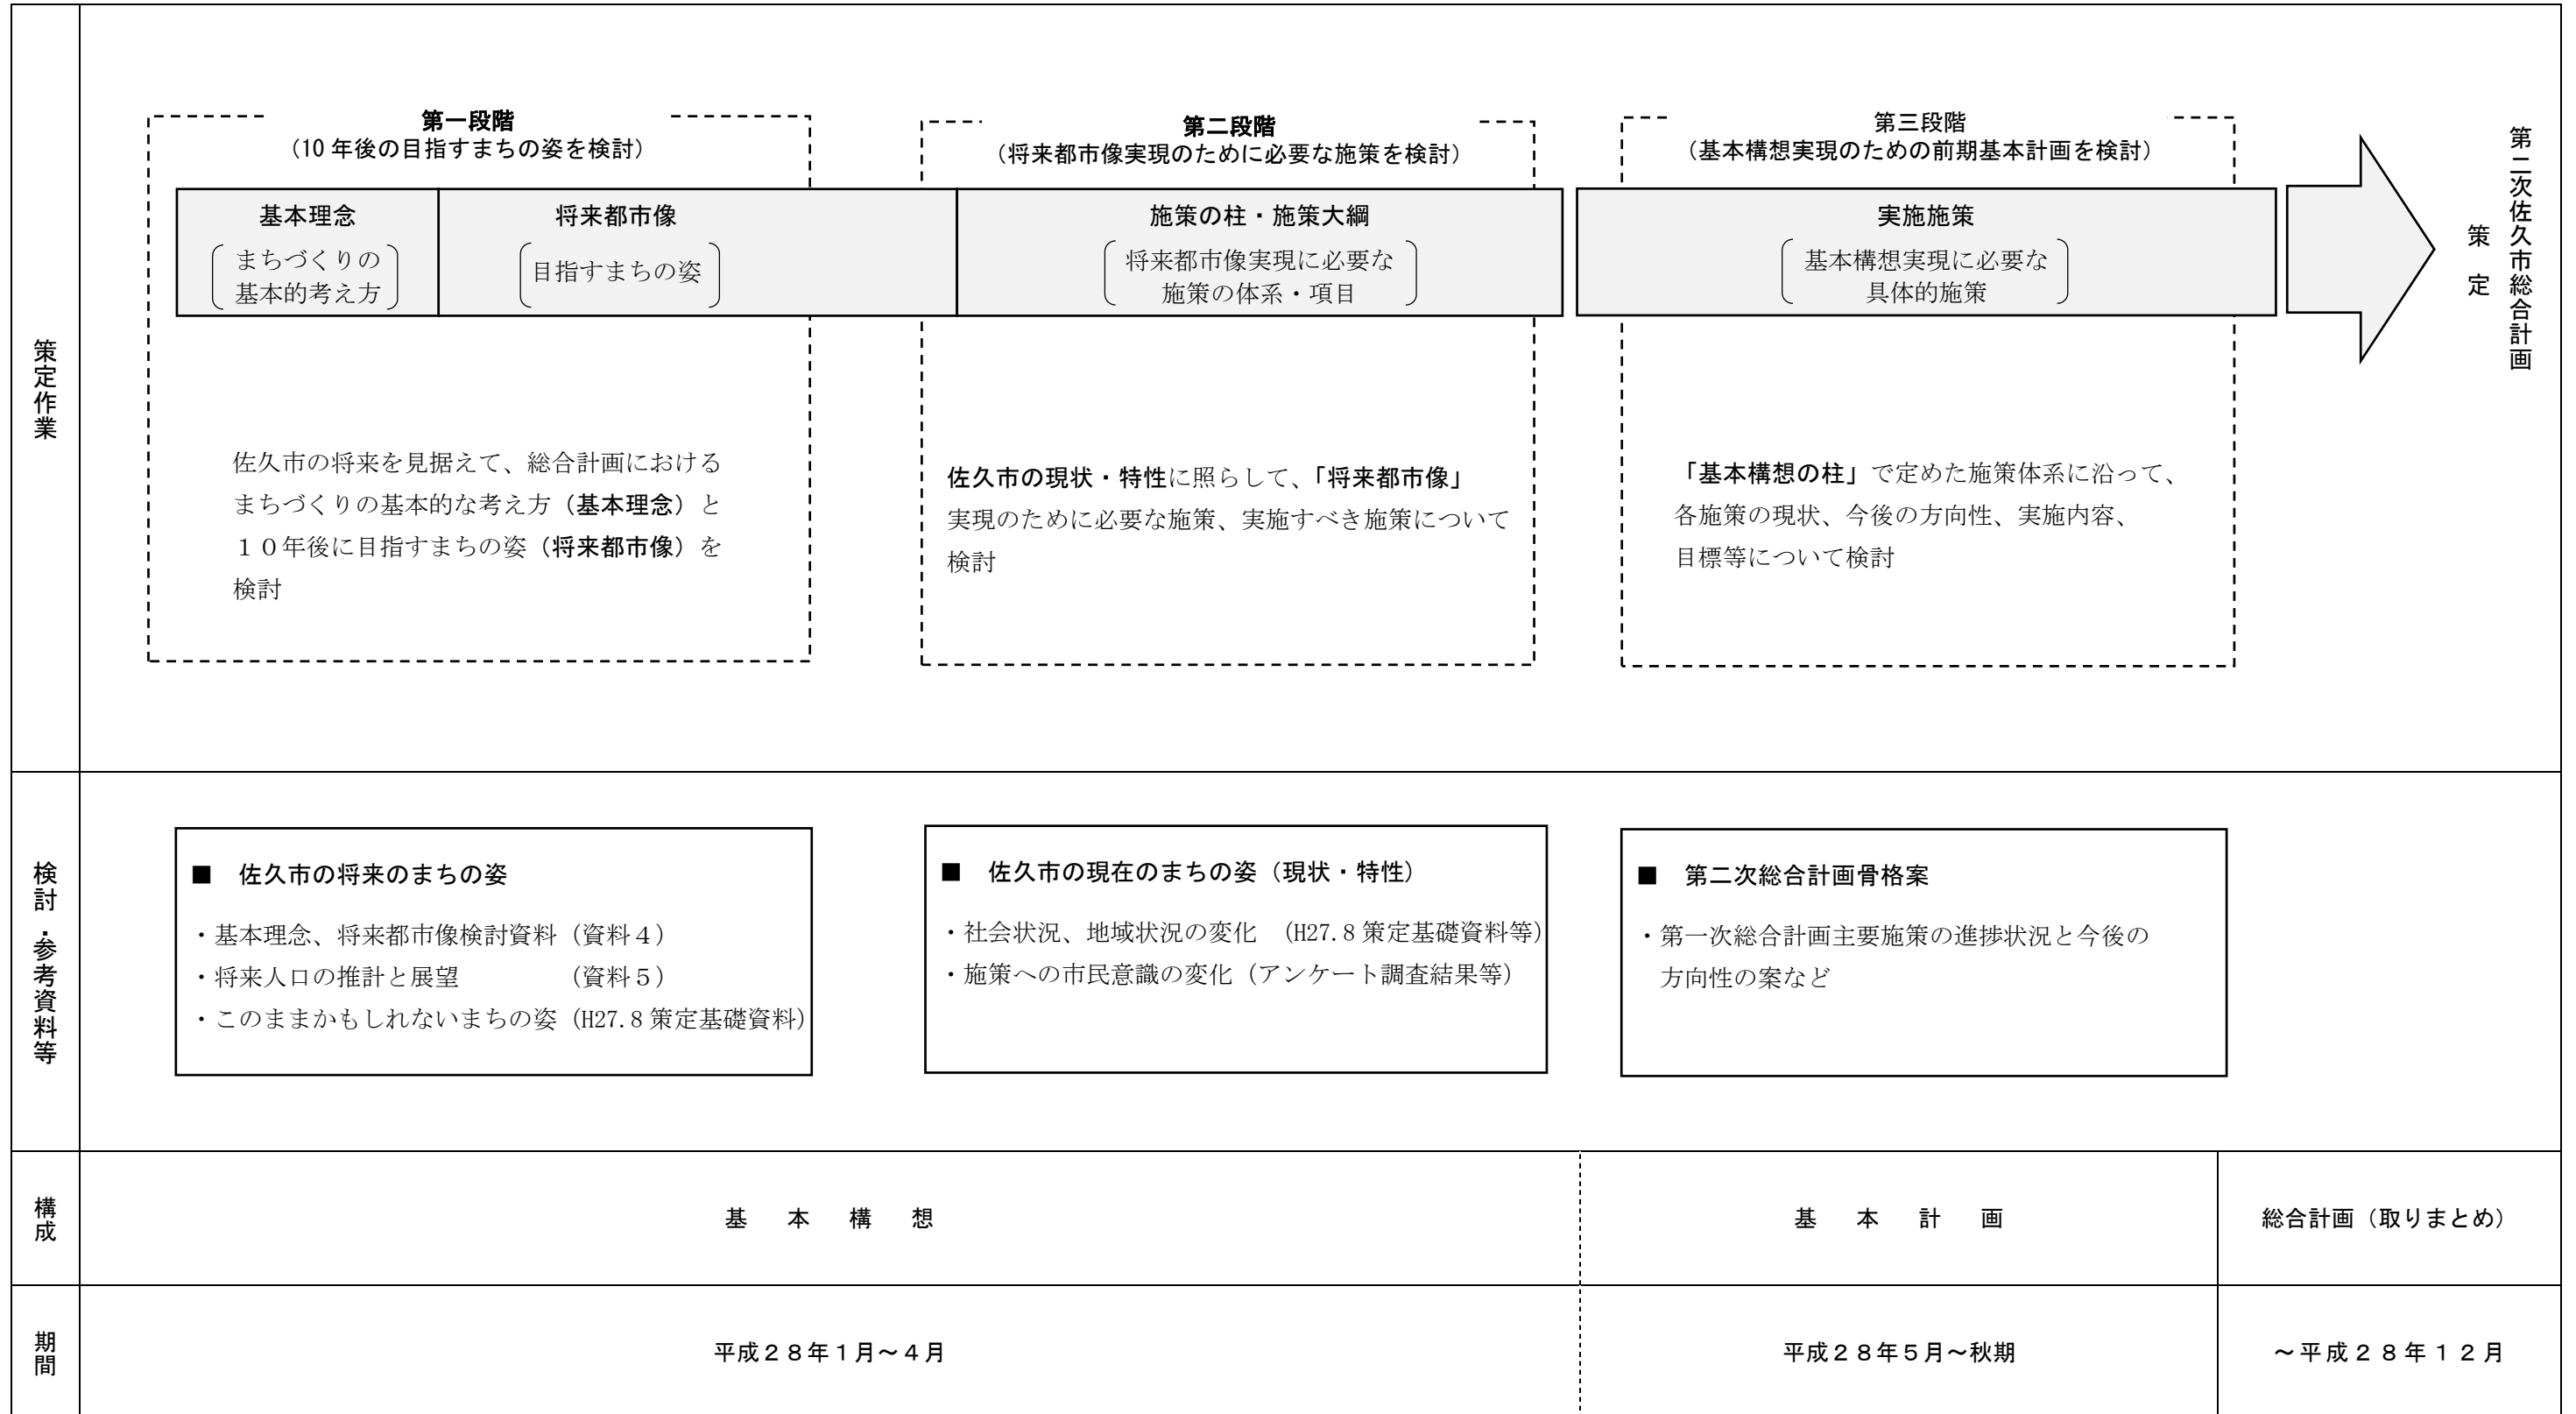 策定作業
第一段階
（10 年後の目指すまちの姿を検討）
基本理念
まちづくりの
基本的考え方
将来都市像
目指すまちの姿
佐久市の将来を見据えて、総合計画における
まちづくりの基本的な考え方（基本理念）と
１０年後に目指すまちの姿（将来都市像）を
検討
第二段階
（将来都市像実現のために必要な施策を検討）
施策の柱・施策大綱
将来都市像実現に必要な
施策の体系・項目
佐久市の現状・特性に照らして、「将来都市像」
実現のために必要な施策、実施すべき施策について
検討
第三段階
（基本構想実現のための前期基本計画を検討）
実施施策
基本構想実現に必要な
具体的施策
「基本構想の柱」で定めた施策体系に沿って、
各施策の現状、今後の方向性、実施内容、
目標等について検討
第二次佐久市総合計画
策　定
検討・参考資料等
■　佐久市の将来のまちの姿
・基本理念、将来都市像検討資料（資料４）
・将来人口の推計と展望　　　　（資料５）
・このままかもしれないまちの姿（H27.8 策定基礎資料）
■　佐久市の現在のまちの姿（現状・特性）
・社会状況、地域状況の変化　（H27.8 策定基礎資料等）
・施策への市民意識の変化（アンケート調査結果等）
■　第二次総合計画骨格案
・第一次総合計画主要施策の進捗状況と今後の
方向性の案など
構成
基　本　構　想
基　本　計　画
総合計画（取りまとめ）
期間
平成２８年１月～４月
平成２８年５月～秋期
～平成２８年１２月